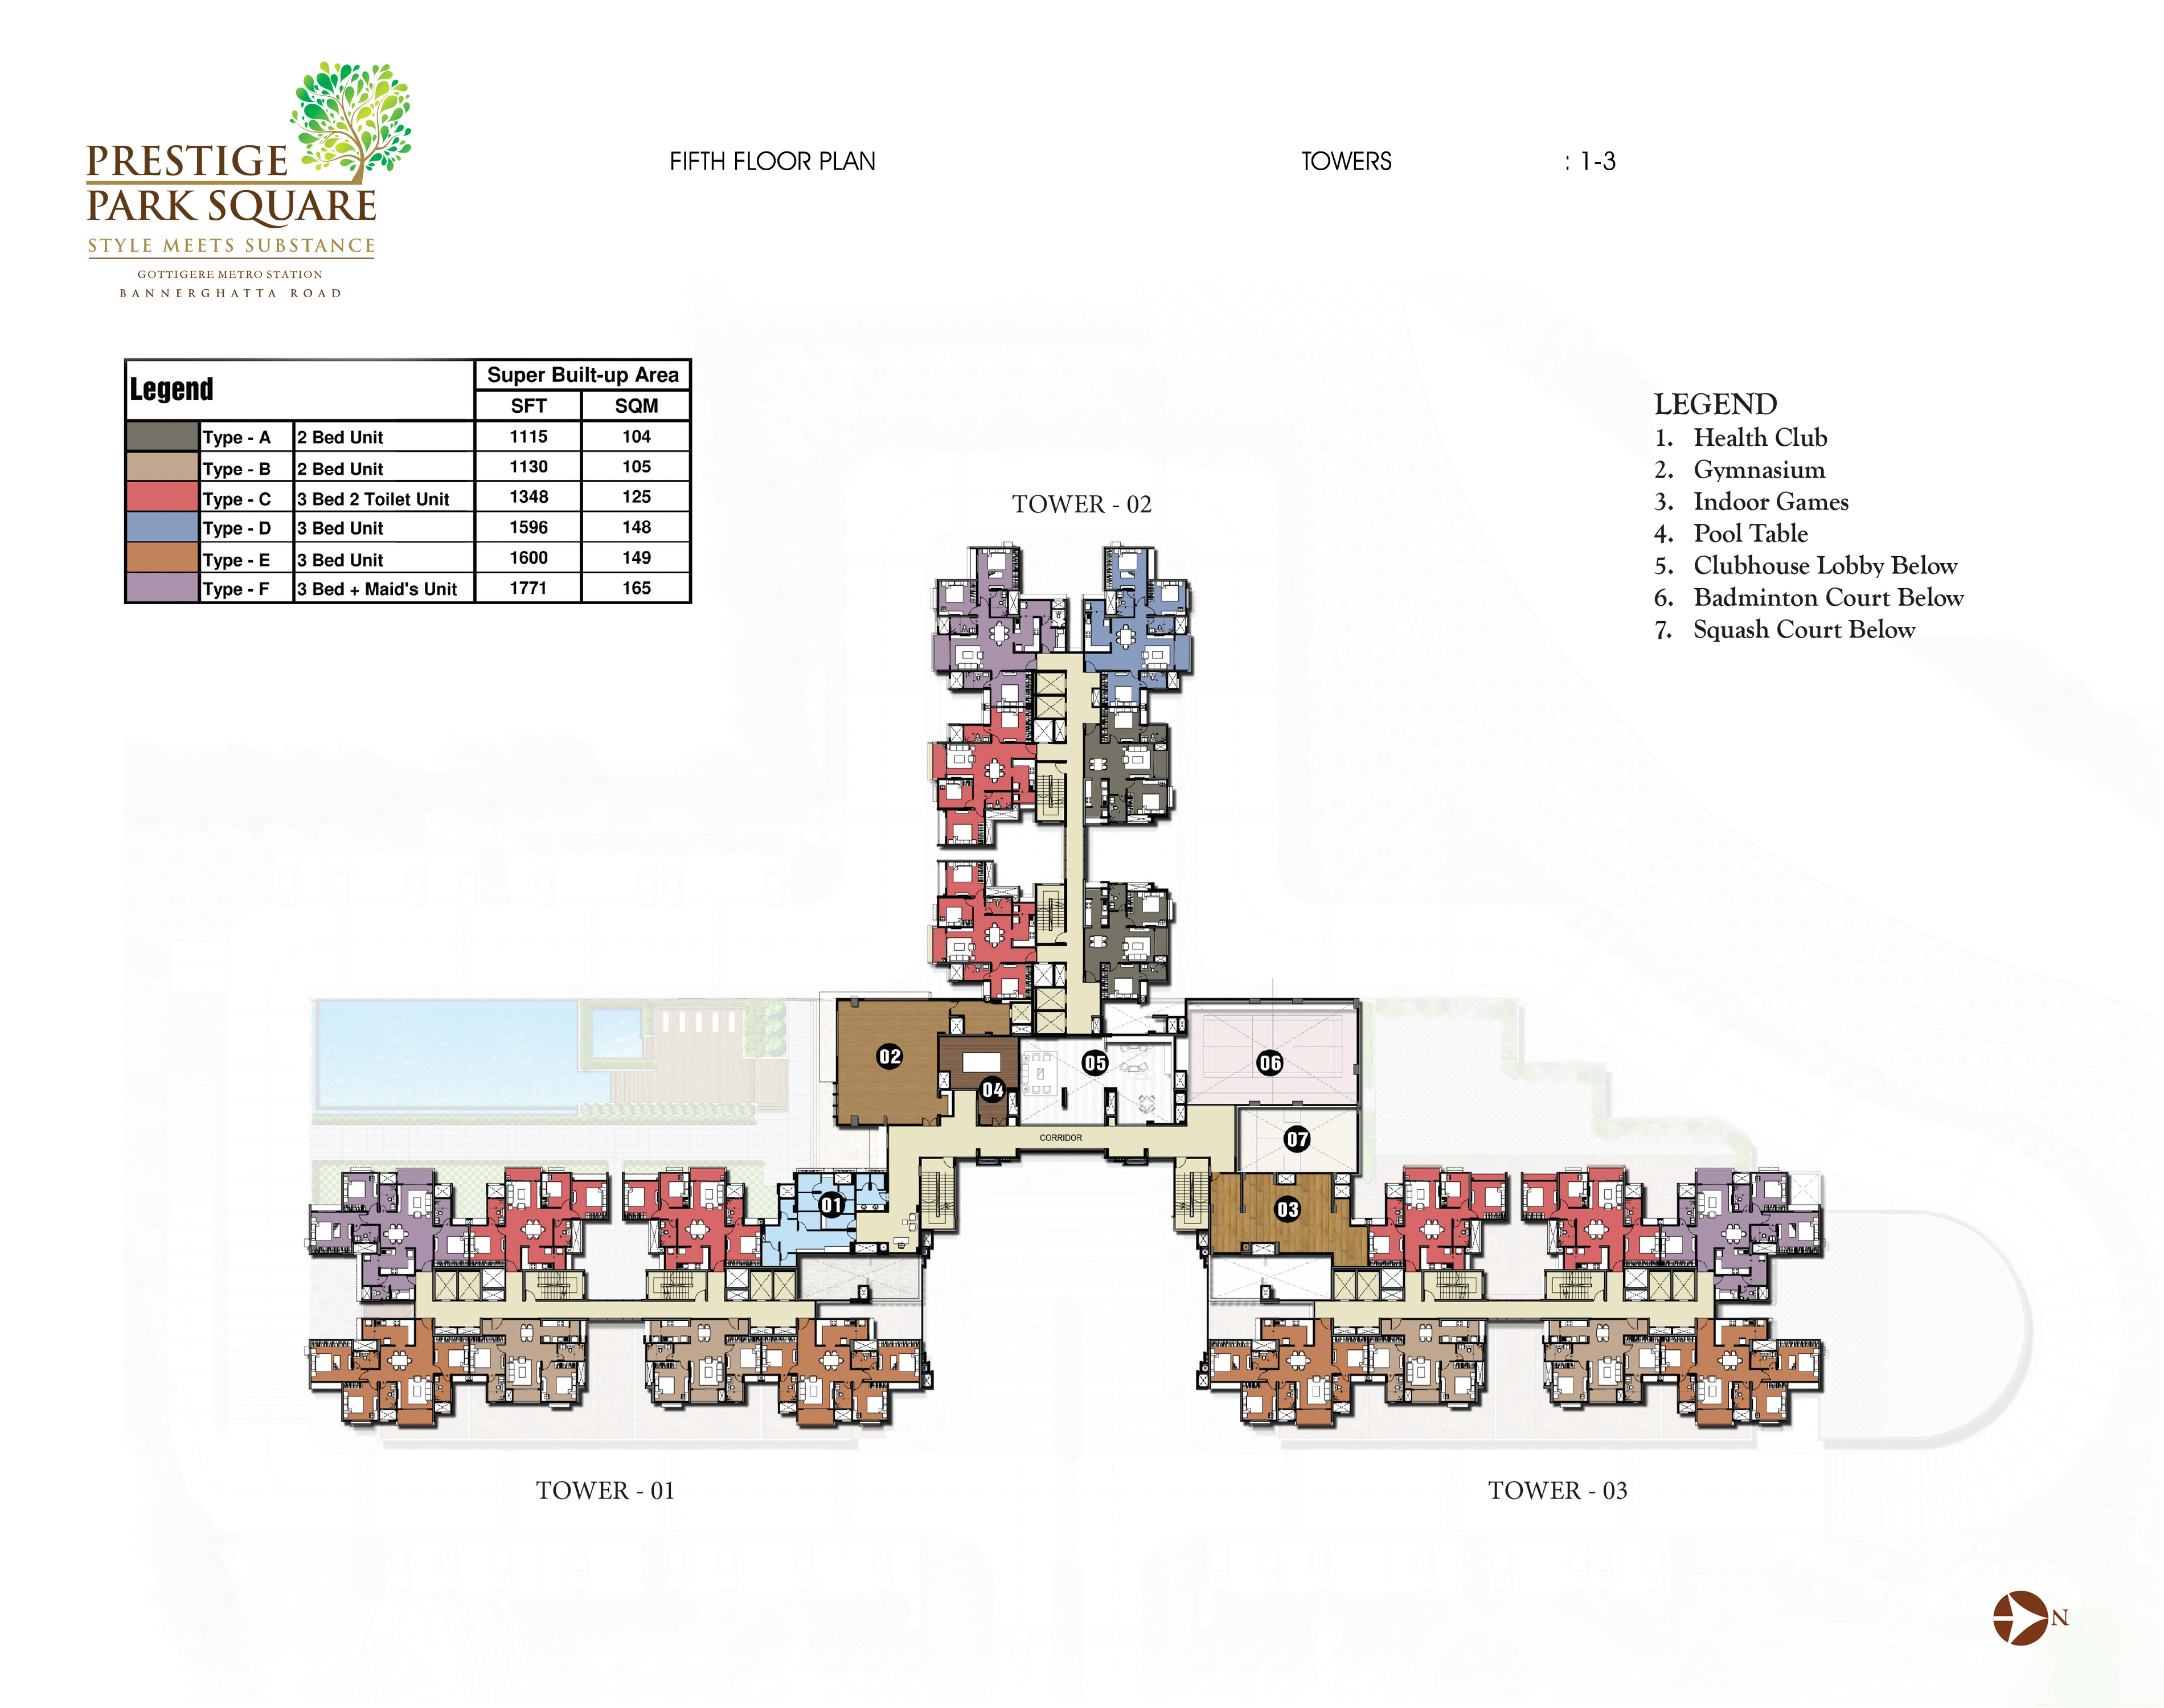 PRESTIGE
PARK SQUARE
STYLE MEETS SUBSTANCE
GOTTIGERE METRO STATION
BANNERGHATTA ROAD
FIFTH FLOOR PLAN
TOWERS : 1-3
Legend
Super Built-up Area
SFT SQM
Type - A 2 Bed Unit 1115 104
Type - B 2 Bed Unit 1130 105
Type - C 3 Bed 2 Toilet Unit 1348 125
Type - D 3 Bed Unit 1596 148
Type - E 3 Bed Unit 1600 149
Type - F 3 Bed + Maid's Unit 1771 165
LEGEND
1. Health Club
2. Gymnasium
3. Indoor Games
4. Pool Table
5. Clubhouse Lobby Below
6. Badminton Court Below
7. Squash Court Below
TOWER - 02
02
04
05
06
CORRIDOR
07
01
03
TOWER - 01
TOWER - 03
N